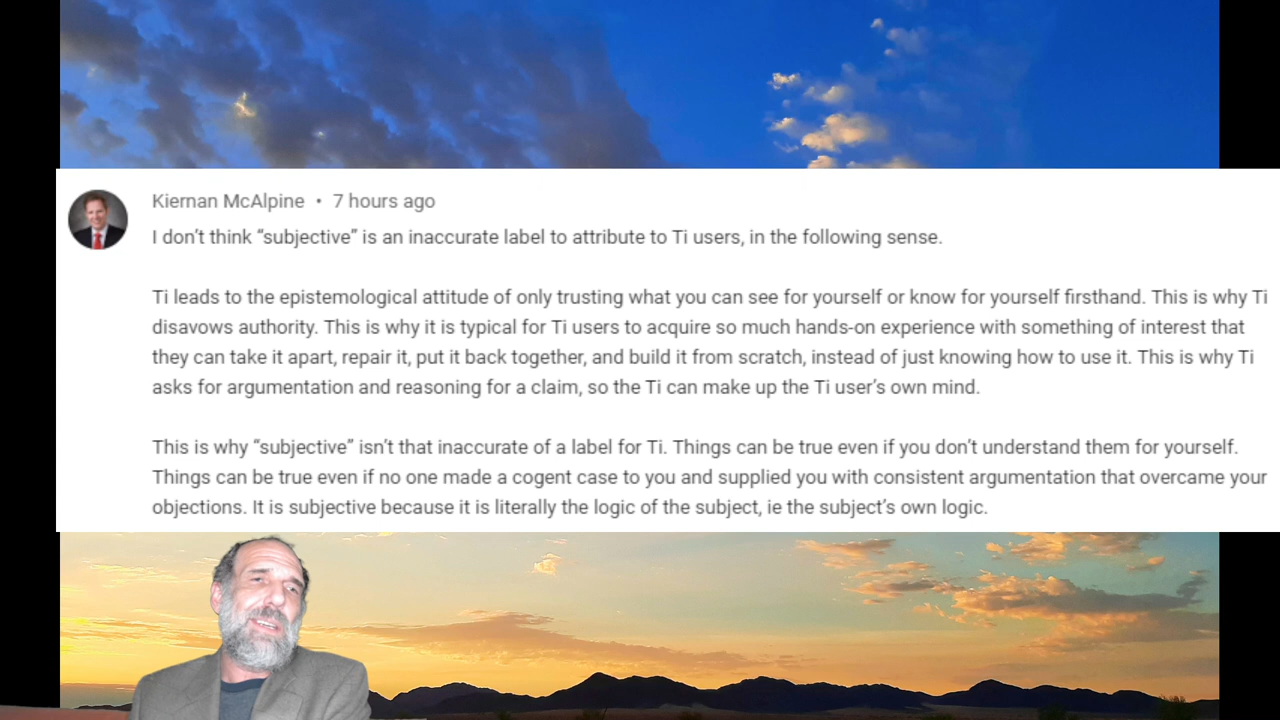 Kiernan McAlpine • 7 hours ago
I don't think “subjective” is an inaccurate label to attribute to Ti users, in the following sense.
Ti leads to the epistemological attitude of only trusting what you can see for yourself or know for yourself firsthand. This is why Ti
disavows authority. This is why it is typical for Ti users to acquire so much hands-on experience with something of interest that
they can take it apart, repair it, put it back together, and build it from scratch, instead of just knowing how to use it. This is why Ti
asks for argumentation and reasoning for a claim, so the Ti can make up the Ti user's own mind.
This is why “subjective” isn't that inaccurate of a label for Ti. Things can be true even if you don't understand them for yourself.
Things can be true even if no one made a cogent case to you and supplied you with consistent argumentation that overcame your
objections. It is subjective because it is literally the logic of the subject, ie the subject's own logic.